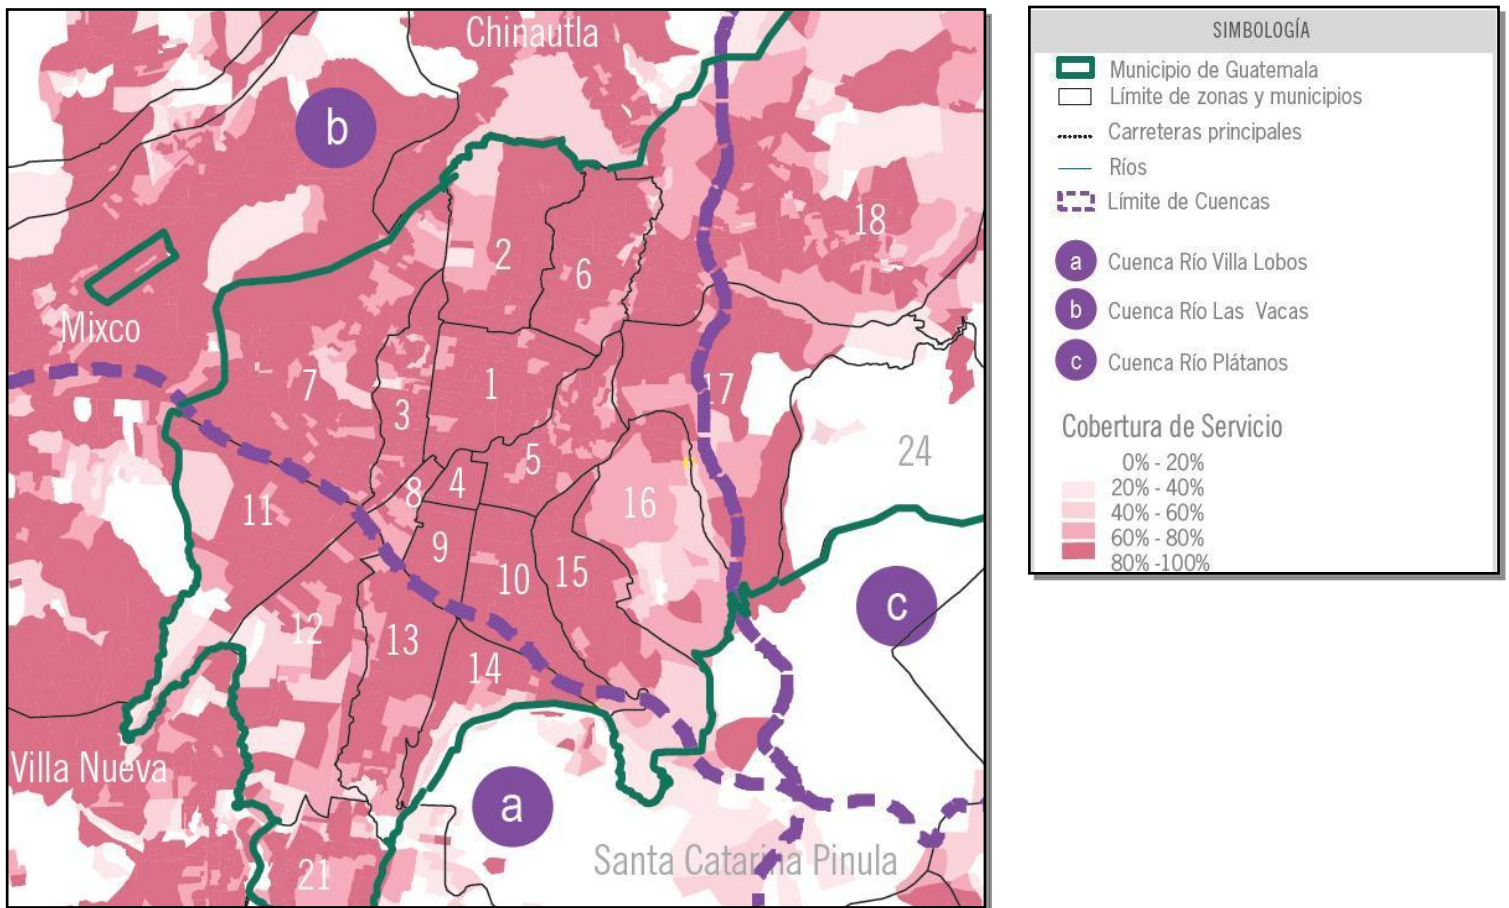 Chinautla
b
18
2
6
Mixco
7
1
17
3
5
24
4
8
16
11
9
10
15
c
12
13
14
Villa Nueva
a
Santa Catarina Pinula
21
SIMBOLOGÍA
Municipio de Guatemala
Límite de zonas y municipios
Carreteras principales
Ríos
Límite de Cuencas
a Cuenca Río Villa Lobos
b Cuenca Río Las Vacas
c Cuenca Río Plátanos
Cobertura de Servicio
0% - 20%
20% - 40%
40% - 60%
60% - 80%
80% -100%